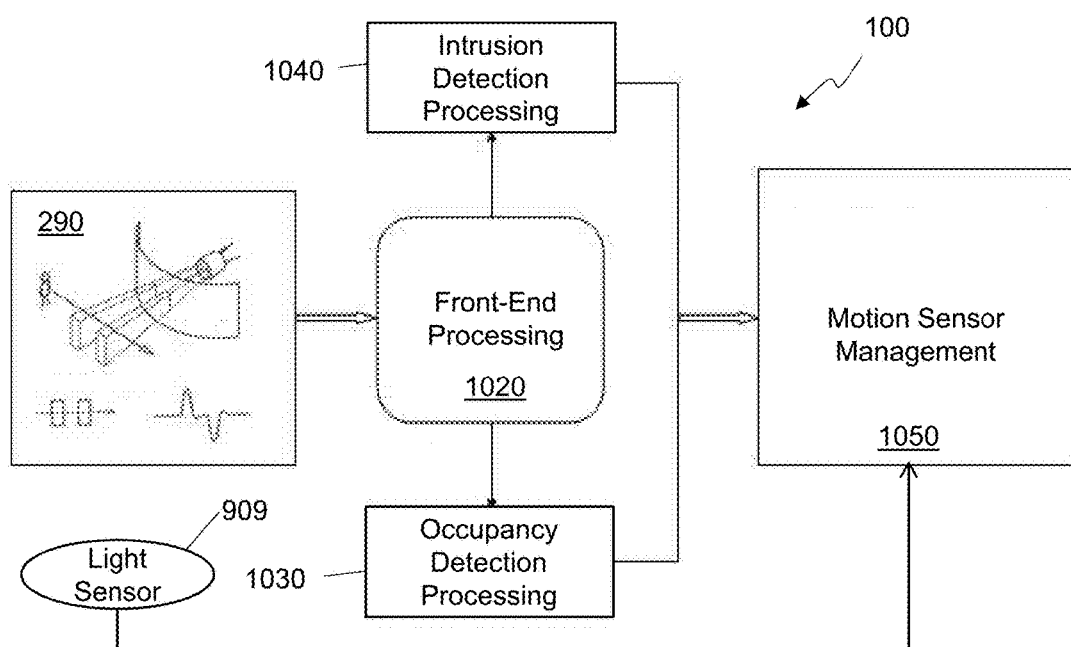 100
1040
Intrusion
Detection
Processing
290
Front-End
Processing
1020
Motion Sensor
Management
1050
909
Light
Sensor
1030
Occupancy
Detection
Processing